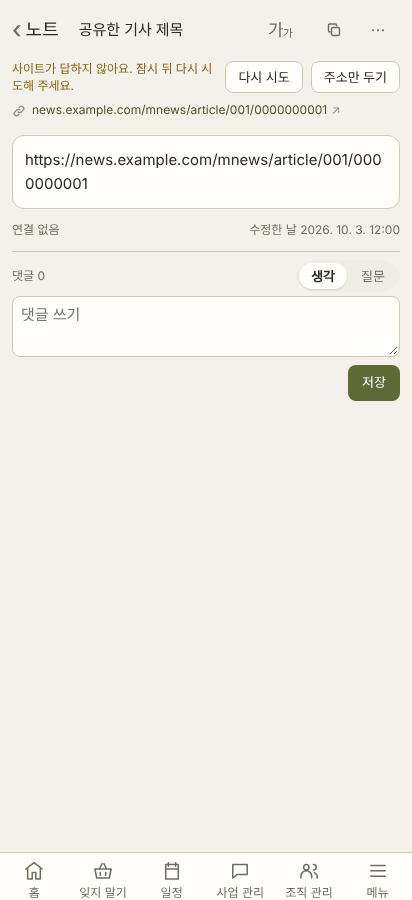 노트 공유한 기사 제목 가가
사이트가 답하지 않아요. 잠시 뒤 다시 시
도해 주세요.
다시 시도 주소만 두기
news.example.com/mnews/article/001/0000000001
https://news.example.com/mnews/article/001/000
0000001
연결 없음 수정한 날 2026. 10. 3. 12:00
댓글 0 생각 질문
댓글 쓰기
저장
홈 잊지 말기 일정 사업 관리 조직 관리 메뉴